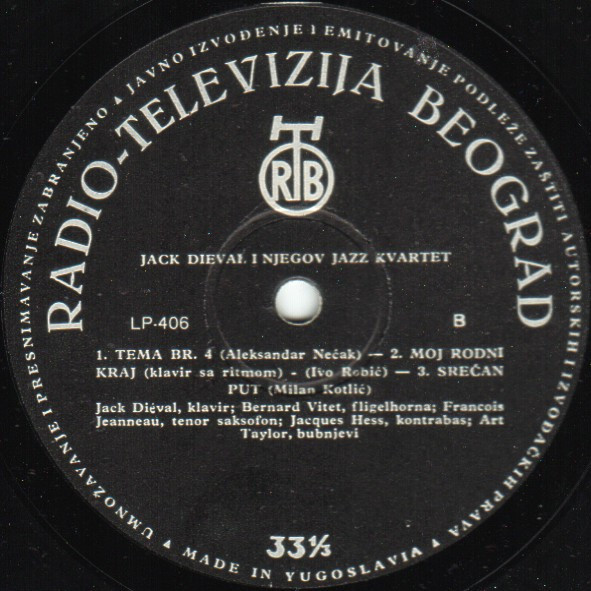 UMNOŽAVANJE I PRESNIMAVANJE ZABRANJENO ▲ JAVNO IZVOĐENJE I EMITOVANJE PODLEŽE ZAŠTITI AUTORSKIH I IZVOĐAČKIH PRAVA ▲
RADIO-TELEVIZIJA BEOGRAD
RTB
JACK DIEVAL I NJEGOV JAZZ KVARTET
LP-406
B
1. TEMA BR. 4 (Aleksandar Nećak) — 2. MOJ RODNI
KRAJ (klavir sa ritmom) - (Ivo Robić) — 3. SREĆAN
PUT (Milan Kotlić)
Jack Diéval, klavir; Bernard Vitet, fligelhorna; Francois
Jeanneau, tenor saksofon; Jacques Hess, kontrabas; Art
Taylor, bubnjevi
33⅓
▲ MADE IN YUGOSLAVIA